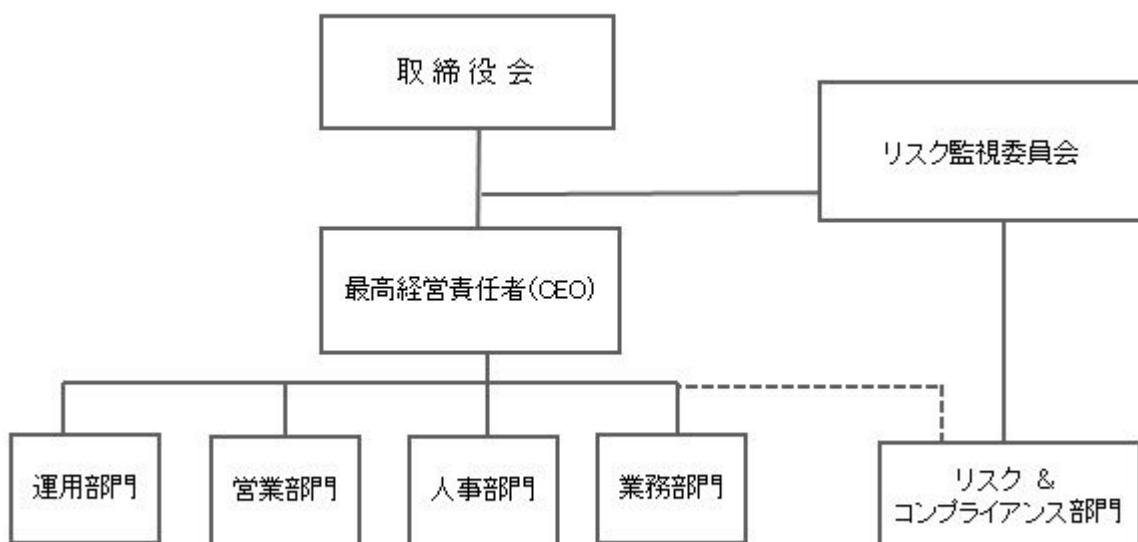 取締役会
リスク監視委員会
最高経営責任者(CEO)
運用部門
営業部門
人事部門
業務部門
リスク &
コンプライアンス部門